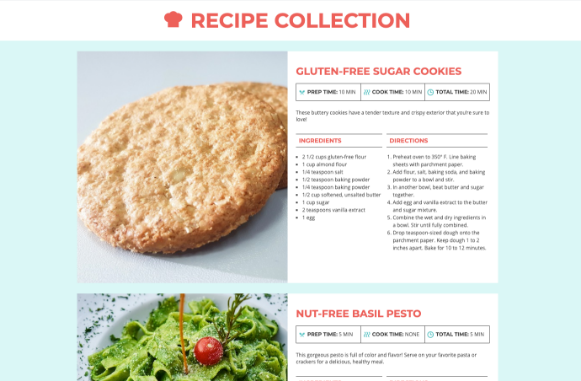 RECIPE COLLECTION
GLUTEN-FREE SUGAR COOKIES
PREP TIME: 10 MIN
COOK TIME: 10 MIN
TOTAL TIME: 20 MIN
These buttery cookies have a tender texture and crispy exterior that you're sure to
love!
INGREDIENTS
• 2 1/2 cups gluten-free flour
• 1 cup almond flour
• 1/4 teaspoon salt
• 1/2 teaspoon baking powder
• 1/4 teaspoon baking powder
• 1/2 cup softened, unsalted butter
• 1 cup sugar
• 2 teaspoons vanilla extract
• 1 egg
DIRECTIONS
1. Preheat oven to 350° F. Line baking
sheets with parchment paper.
2. Add flour, salt, baking soda, and baking
powder to a bowl and stir.
3. In another bowl, beat butter and sugar
together.
4. Add egg and vanilla extract to the butter
and sugar mixture.
5. Combine the wet and dry ingredients in
a bowl. Stir until fully combined.
6. Drop teaspoon-sized dough onto the
parchment paper. Keep dough 1 to 2
inches apart. Bake for 10 to 12 minutes.
NUT-FREE BASIL PESTO
PREP TIME: 5 MIN
COOK TIME: NONE
TOTAL TIME: 5 MIN
This gorgeous pesto is full of color and flavor! Serve on your favorite pasta or
crackers for a delicious, healthy meal.